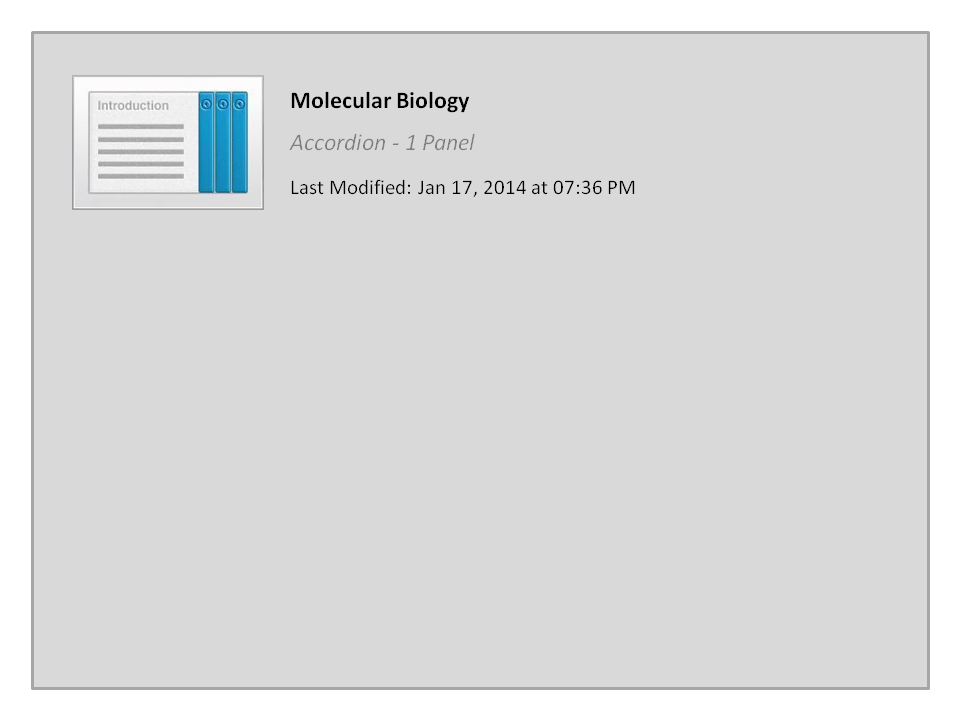 Introduction
Molecular Biology
Accordion - 1 Panel
Last Modified: Jan 17, 2014 at 07:36 PM